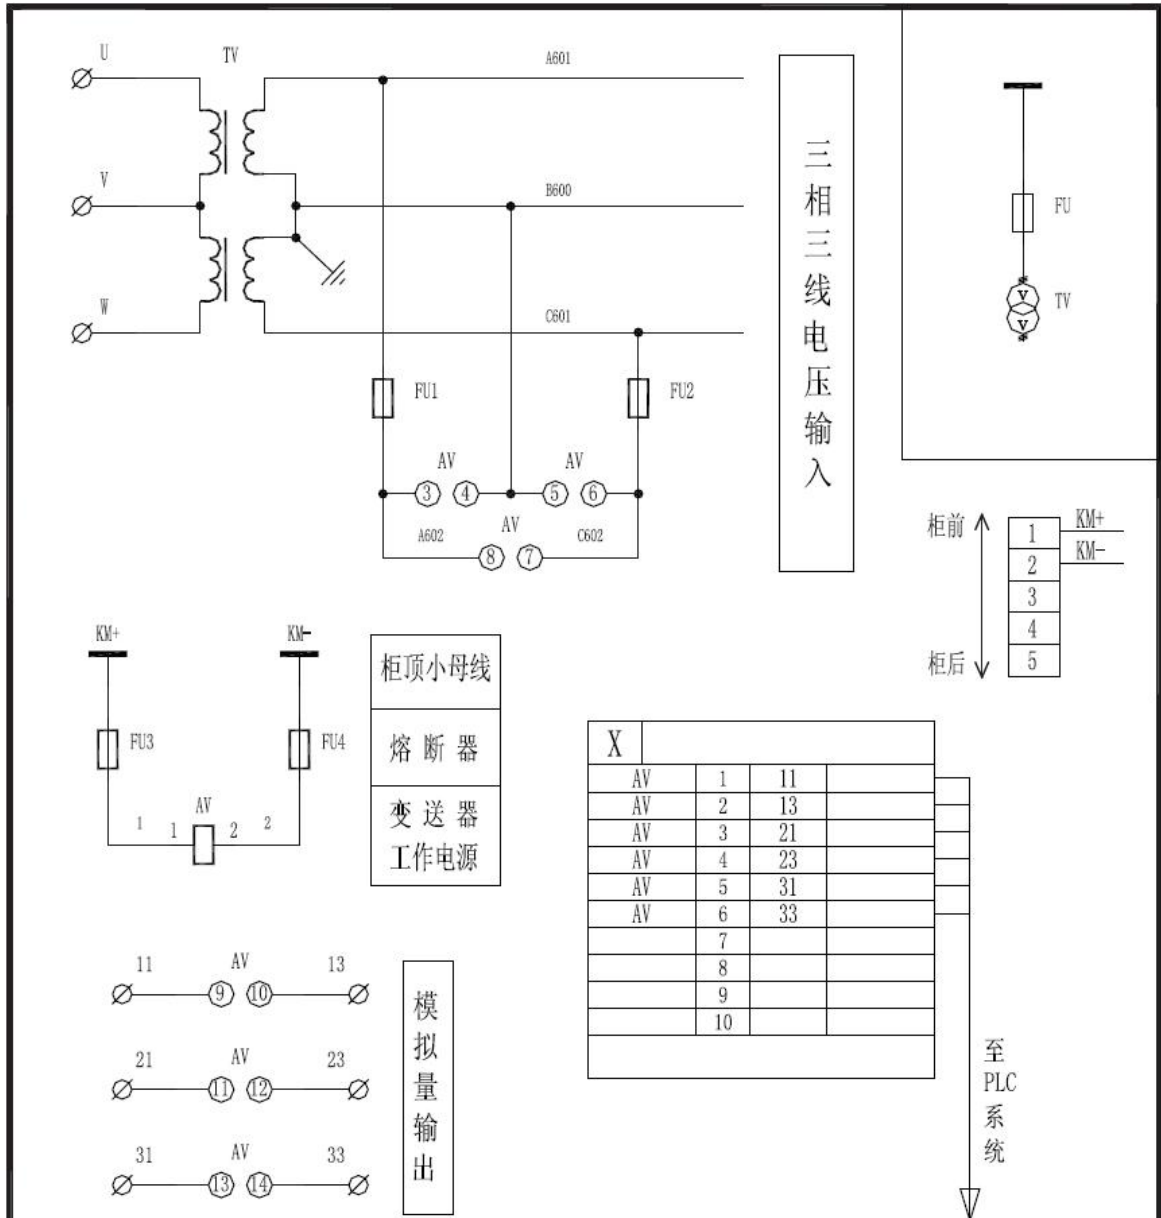 U
TV
A601
V
B600
W
C601
FU1
FU2
AV
AV
3
4
5
6
A602
AV
C602
8
7
三相三线电压输入
FU
TV
V
V
柜前
柜后
1
2
3
4
5
KM+
KM-
KM+
KM-
FU3
FU4
AV
1
1
2
2
柜顶小母线
熔断器
变送器
工作电源
X
AV 1 11
AV 2 13
AV 3 21
AV 4 23
AV 5 31
AV 6 33
7
8
9
10
至
PLC
系
统
11 AV 13
9 10
21 AV 23
11 12
31 AV 33
13 14
模拟量输出